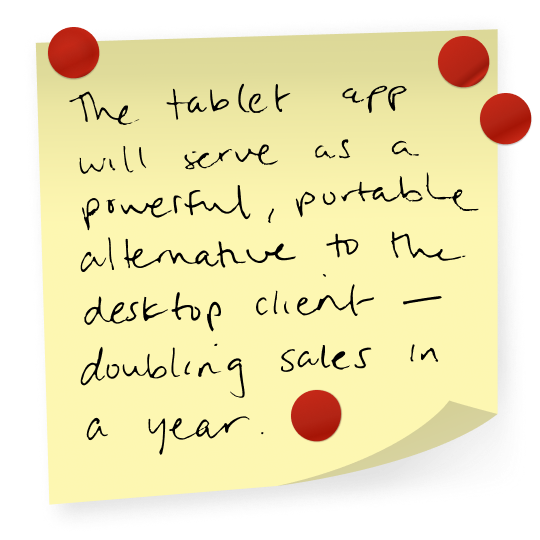 The tablet app
will serve as a
powerful, portable
alternative to the
desktop client —
doubling sales in
a year.